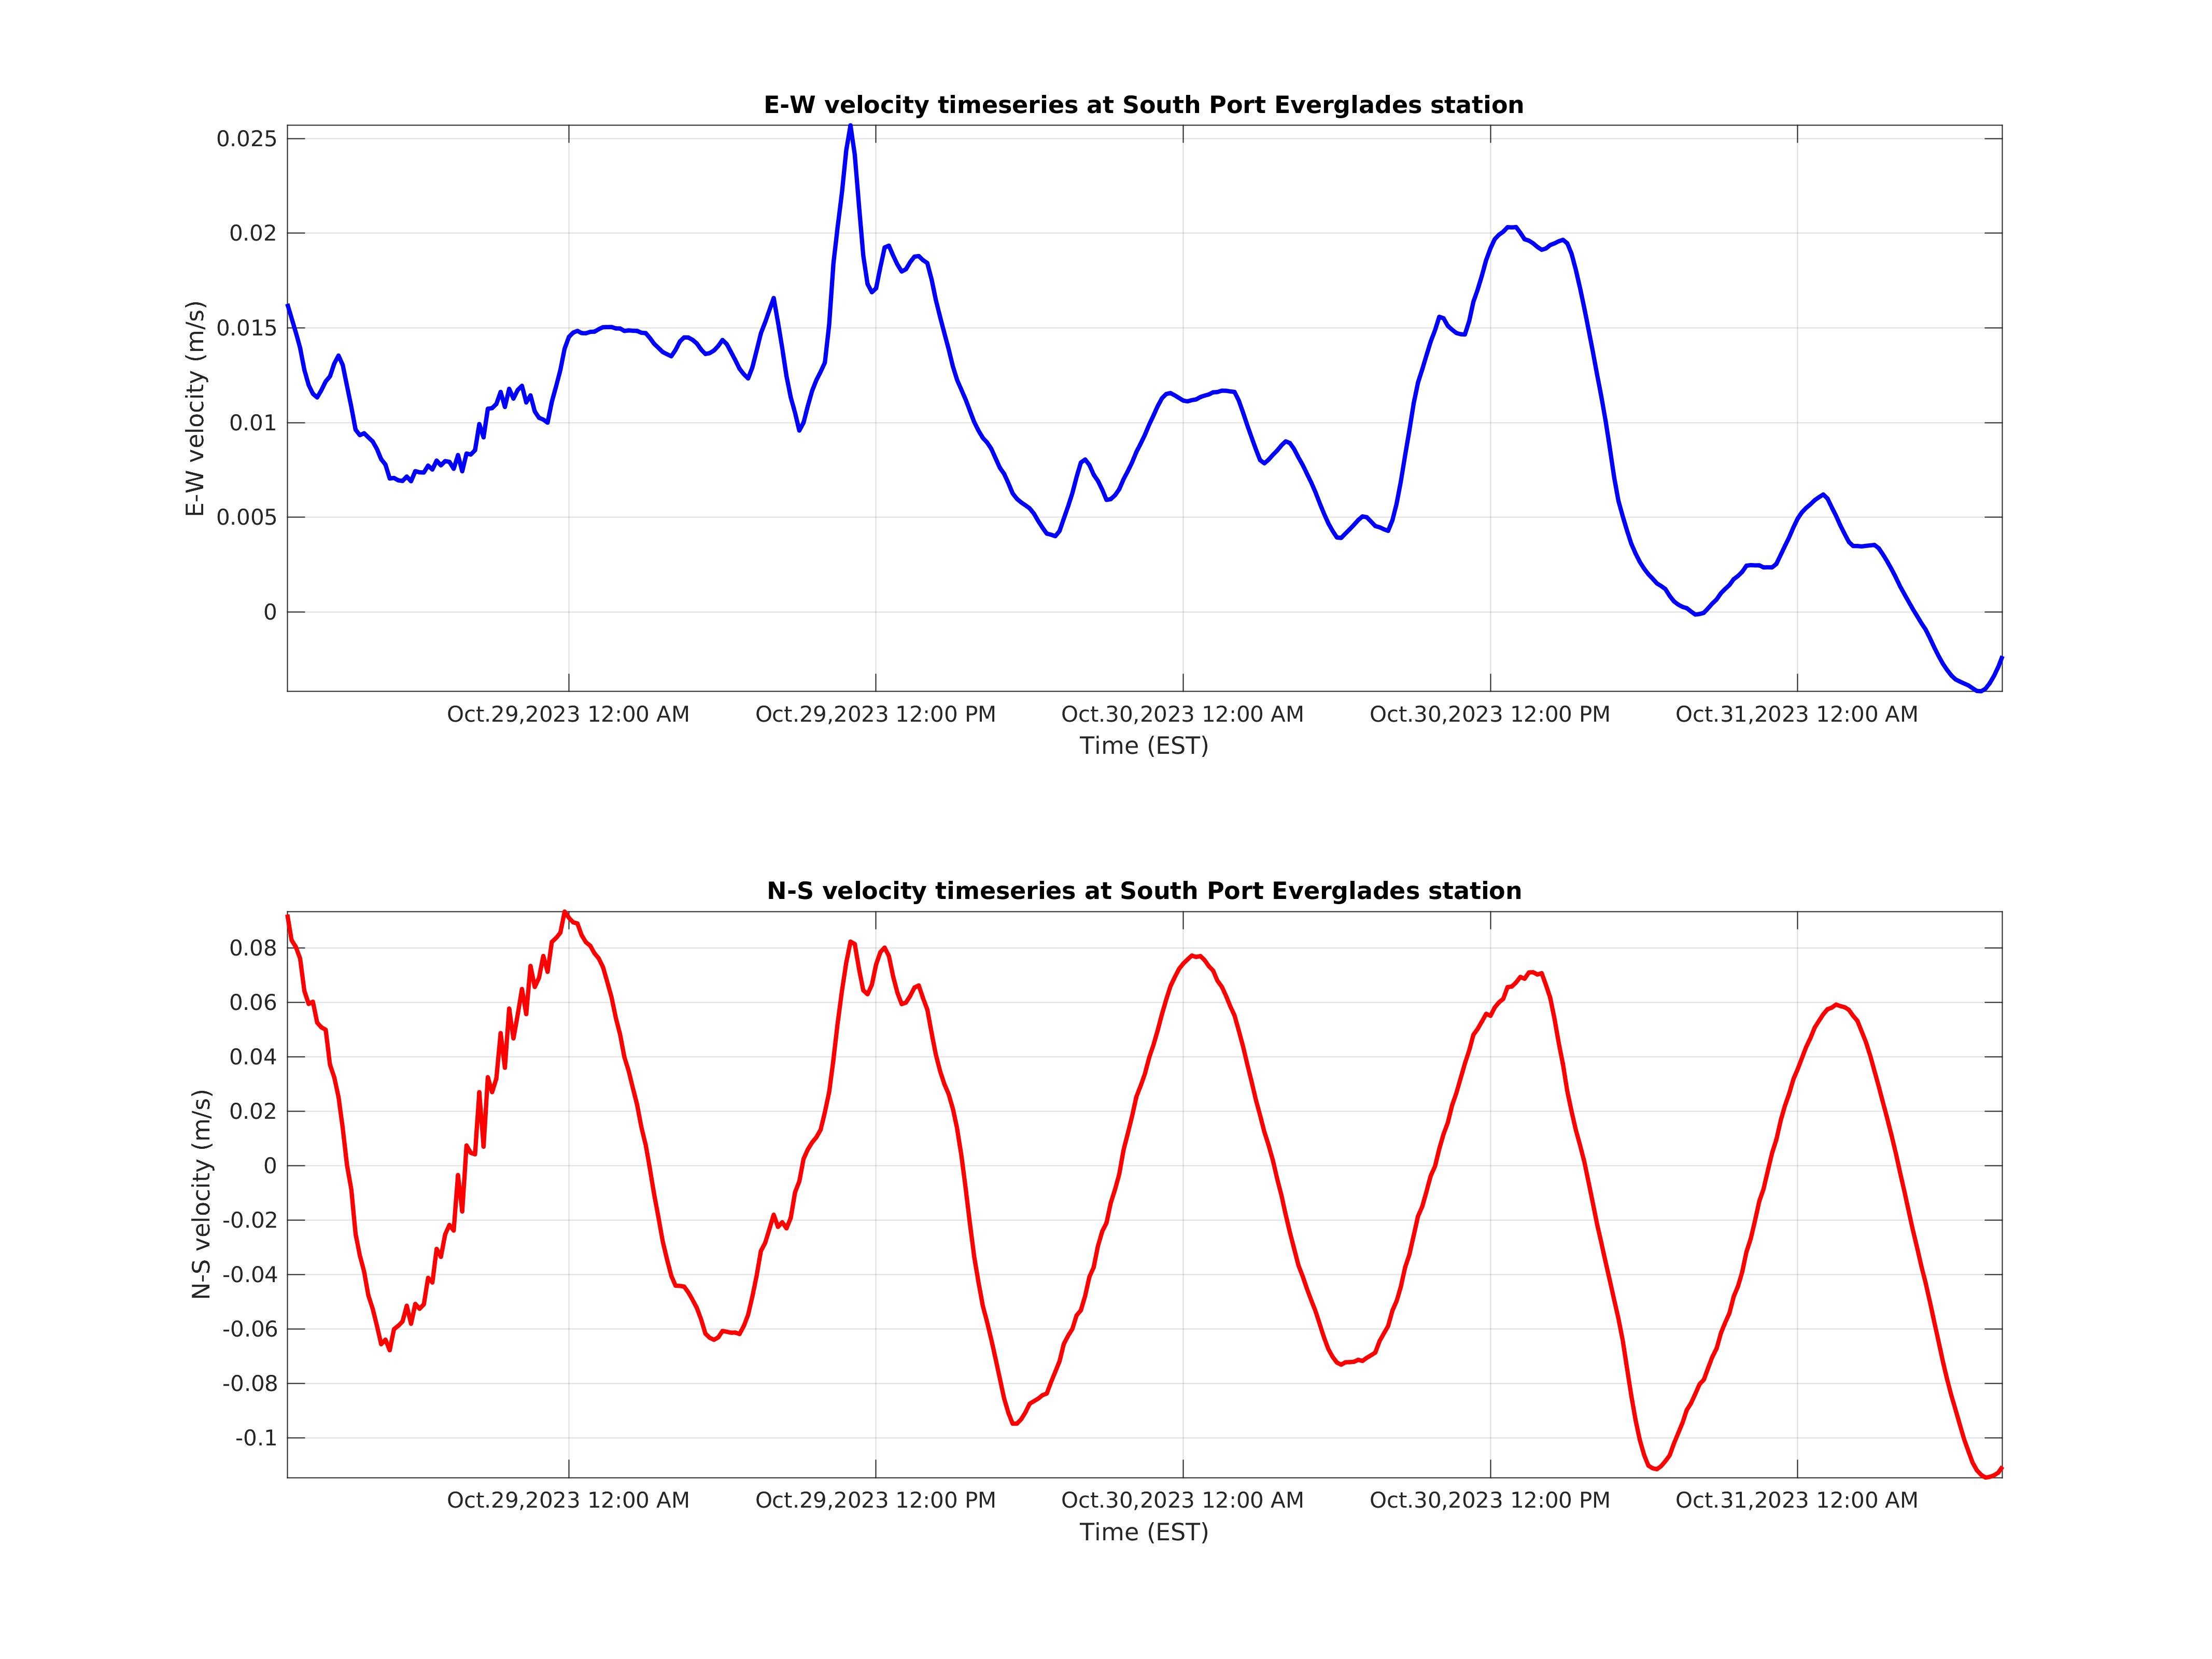 E-W velocity timeseries at South Port Everglades station
0.025
0.02
0.015
0.01
0.005
0
E-W velocity (m/s)
Oct.29,2023 12:00 AM Oct.29,2023 12:00 PM Oct.30,2023 12:00 AM Oct.30,2023 12:00 PM Oct.31,2023 12:00 AM
Time (EST)
N-S velocity timeseries at South Port Everglades station
0.08
0.06
0.04
0.02
0
-0.02
-0.04
-0.06
-0.08
-0.1
N-S velocity (m/s)
Oct.29,2023 12:00 AM Oct.29,2023 12:00 PM Oct.30,2023 12:00 AM Oct.30,2023 12:00 PM Oct.31,2023 12:00 AM
Time (EST)